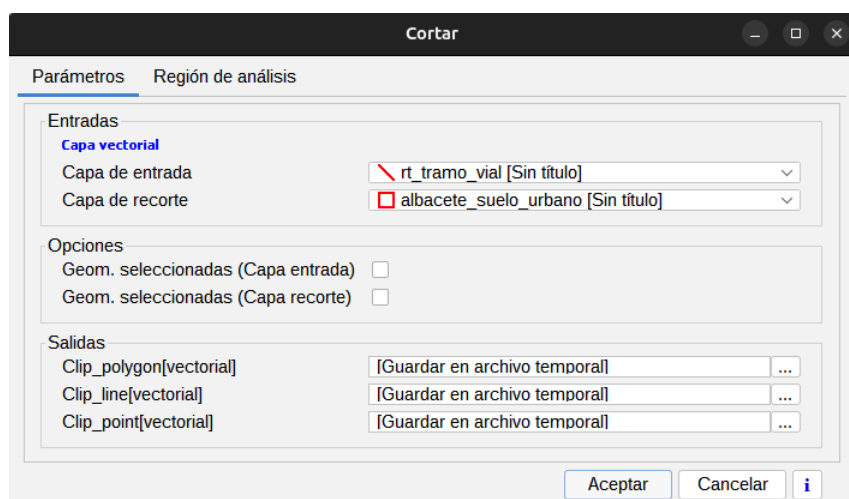 Cortar
Parámetros Región de análisis
Entradas
Capa vectorial
Capa de entrada rt_tramo_vial [Sin título]
Capa de recorte albacete_suelo_urbano [Sin título]
Opciones
Geom. seleccionadas (Capa entrada)
Geom. seleccionadas (Capa recorte)
Salidas
Clip_polygon[vectorial] [Guardar en archivo temporal] ...
Clip_line[vectorial] [Guardar en archivo temporal] ...
Clip_point[vectorial] [Guardar en archivo temporal] ...
Aceptar Cancelar i